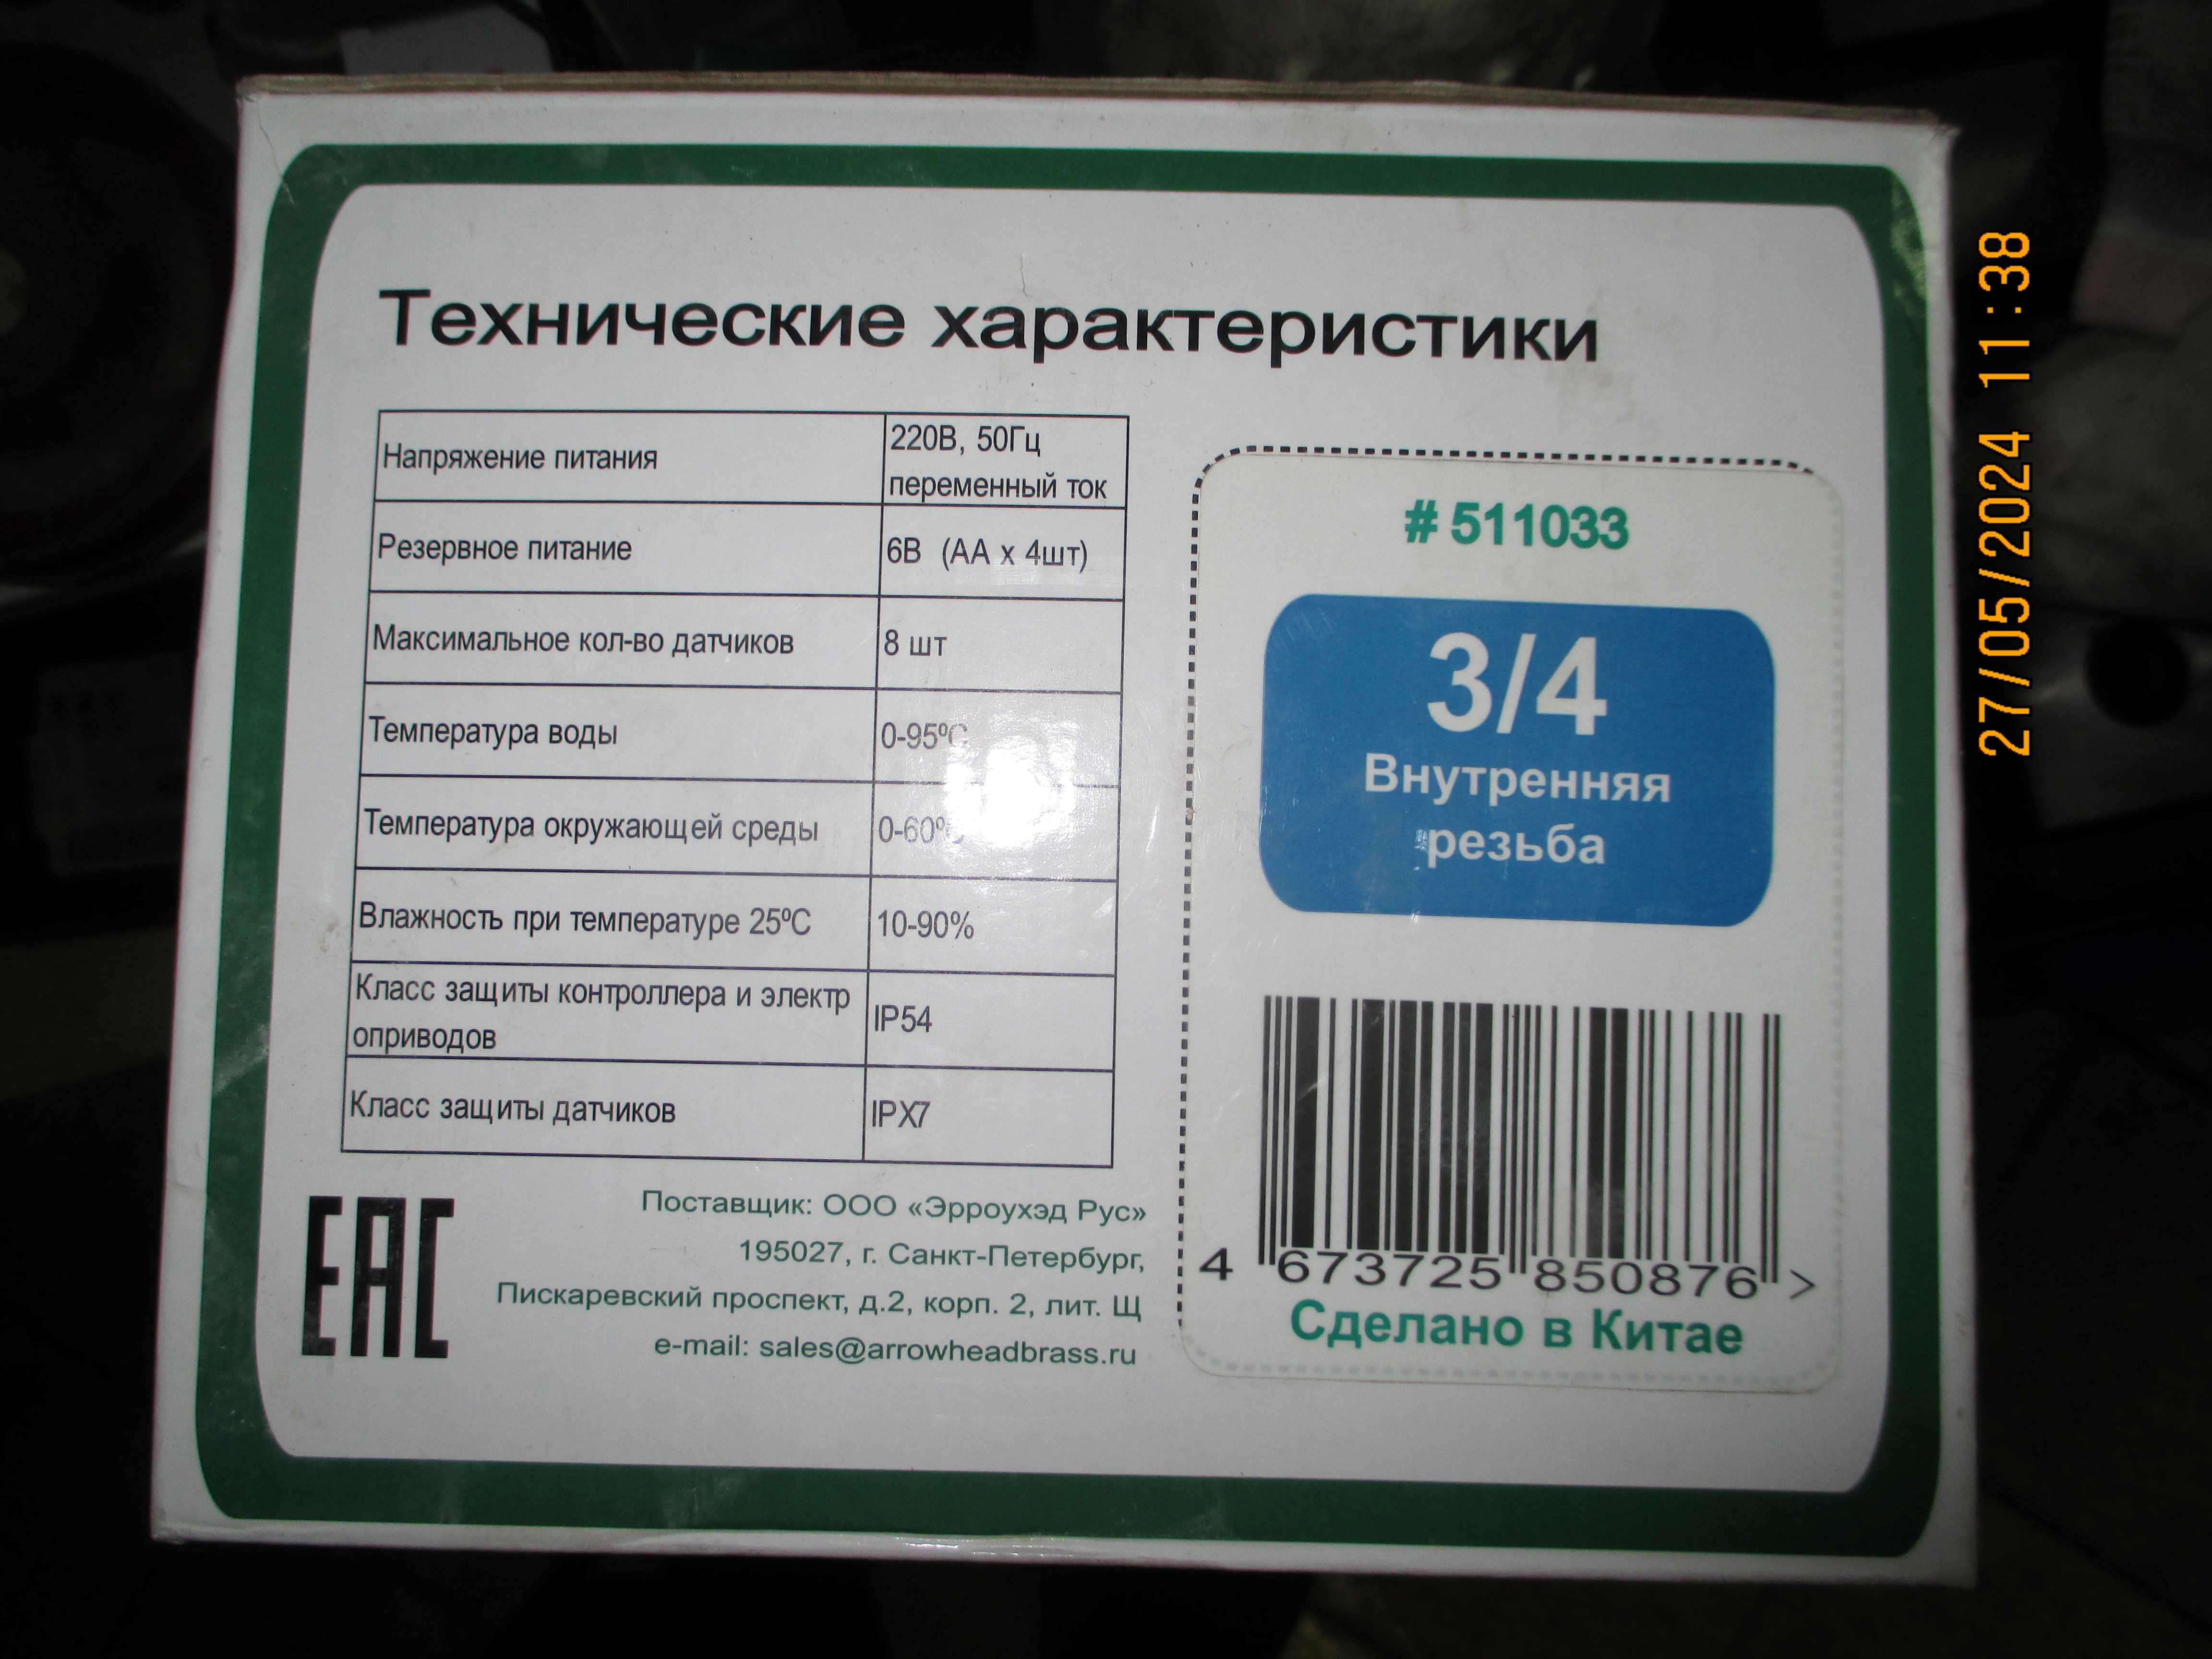 Технические характеристики
Напряжение питания
220В, 50Гц
переменный ток
Резервное питание
6В (АА х 4шт)
Максимальное кол-во датчиков
8 шт
Температура воды
0-95ºC
Температура окружающей среды
0-60º
Влажность при температуре 25ºC
10-90%
Класс защиты контроллера и электр
оприводов
IP54
Класс защиты датчиков
IPX7
EAC
Поставщик: ООО «Эрроухэд Рус»
195027, г. Санкт-Петербург,
Пискаревский проспект, д.2, корп. 2, лит. Щ
e-mail: sales@arrowheadbrass.ru
# 511033
3/4
Внутренняя
резьба
4 673725 850876 >
Сделано в Китае
27/05/2024 11:38